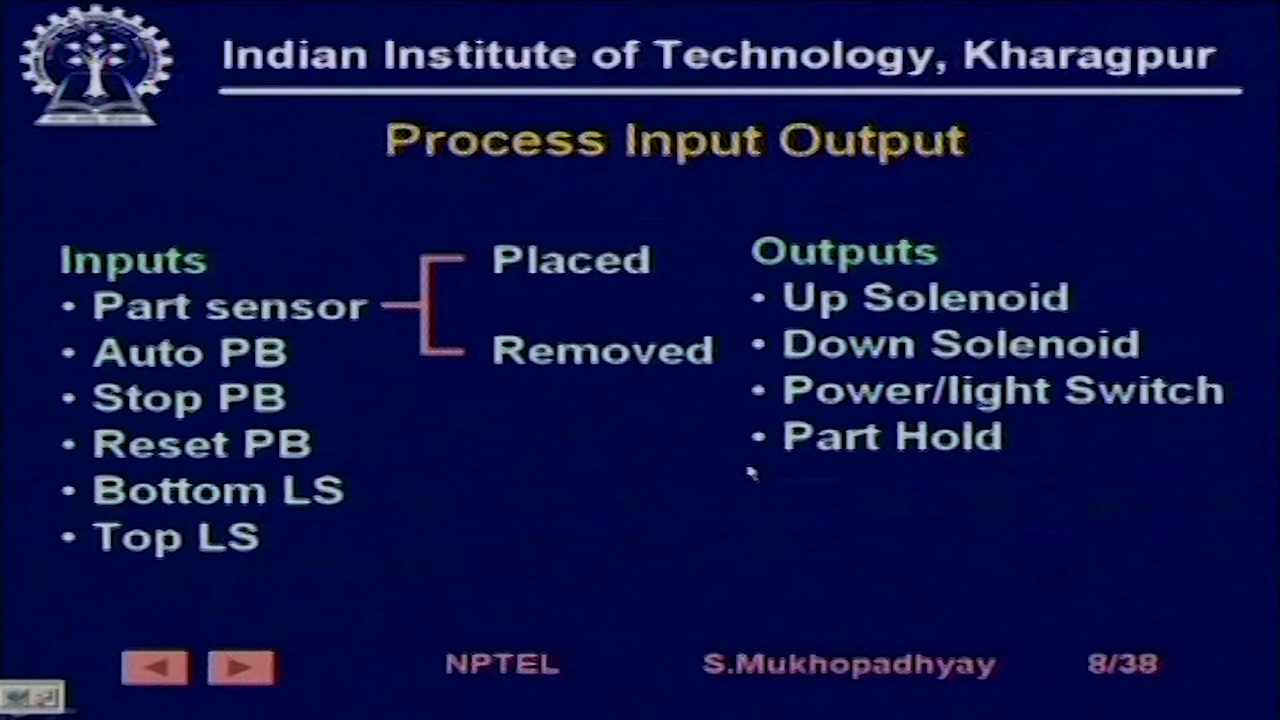 Indian Institute of Technology, Kharagpur
Process Input Output
Inputs
• Part sensor
• Auto PB
• Stop PB
• Reset PB
• Bottom LS
• Top LS
Placed
Removed
Outputs
• Up Solenoid
• Down Solenoid
• Power/light Switch
• Part Hold
NPTEL
S.Mukhopadhyay
8/38